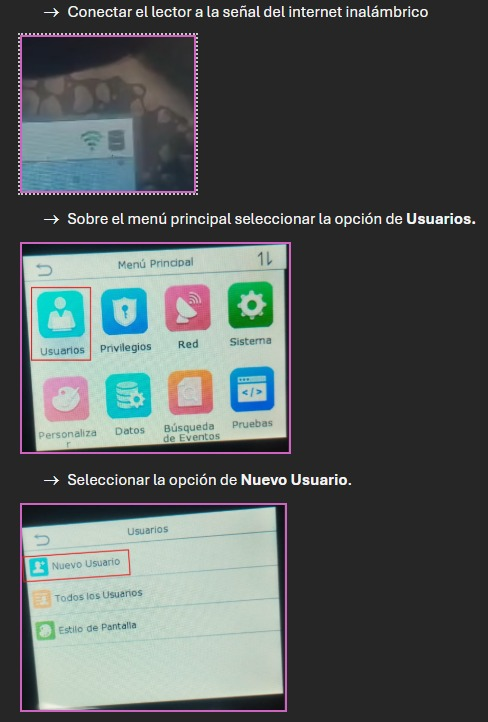 → Conectar el lector a la señal del internet inalámbrico
→ Sobre el menú principal seleccionar la opción de Usuarios.
Menú Principal
Usuarios Privilegios Red Sistema
Personaliza
r
Datos Búsqueda
de Eventos
Pruebas
→ Seleccionar la opción de Nuevo Usuario.
Usuarios
Nuevo Usuario
Todos los Usuarios
Estilo de Pantalla